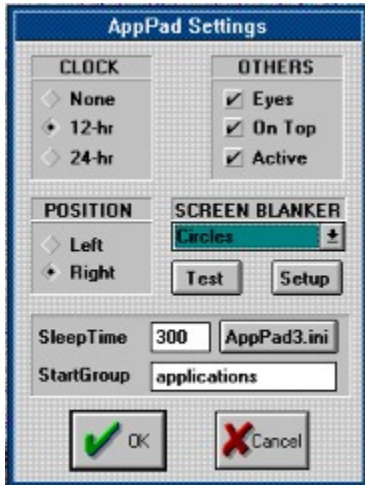 AppPad Settings
CLOCK
None
12-hr
24-hr
OTHERS
Eyes
On Top
Active
POSITION
Left
Right
SCREEN BLANKER
Circles
Test Setup
SleepTime 300 AppPad3.ini
StartGroup applications
OK Cancel